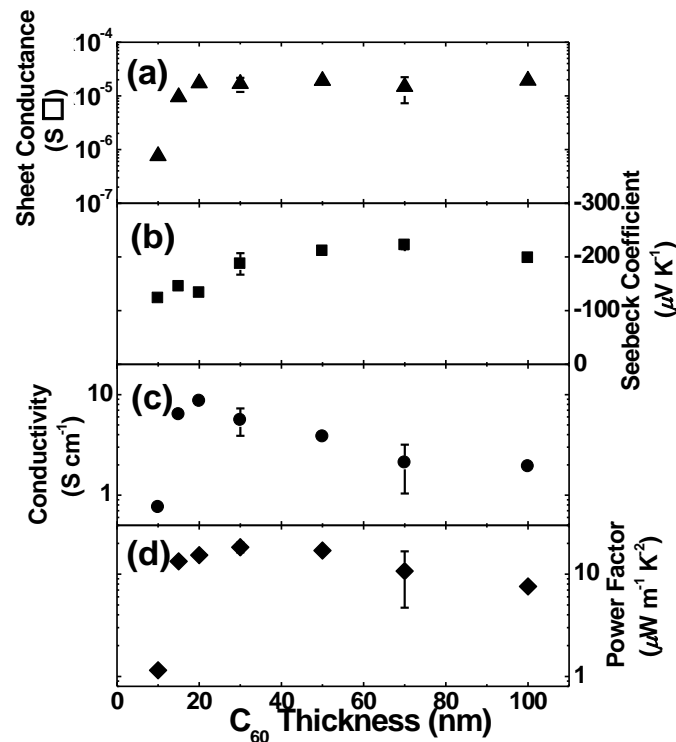 10⁻⁴
(a)
10⁻⁵
10⁻⁶
10⁻⁷
Sheet Conductance
(S □)
-300
(b)
-200
-100
0
Seebeck Coefficient
(μV K⁻¹)
(c)
10
1
Conductivity
(S cm⁻¹)
(d)
10
1
Power Factor
(μW m⁻¹ K⁻²)
0 20 40 60 80 100
C₆₀ Thickness (nm)